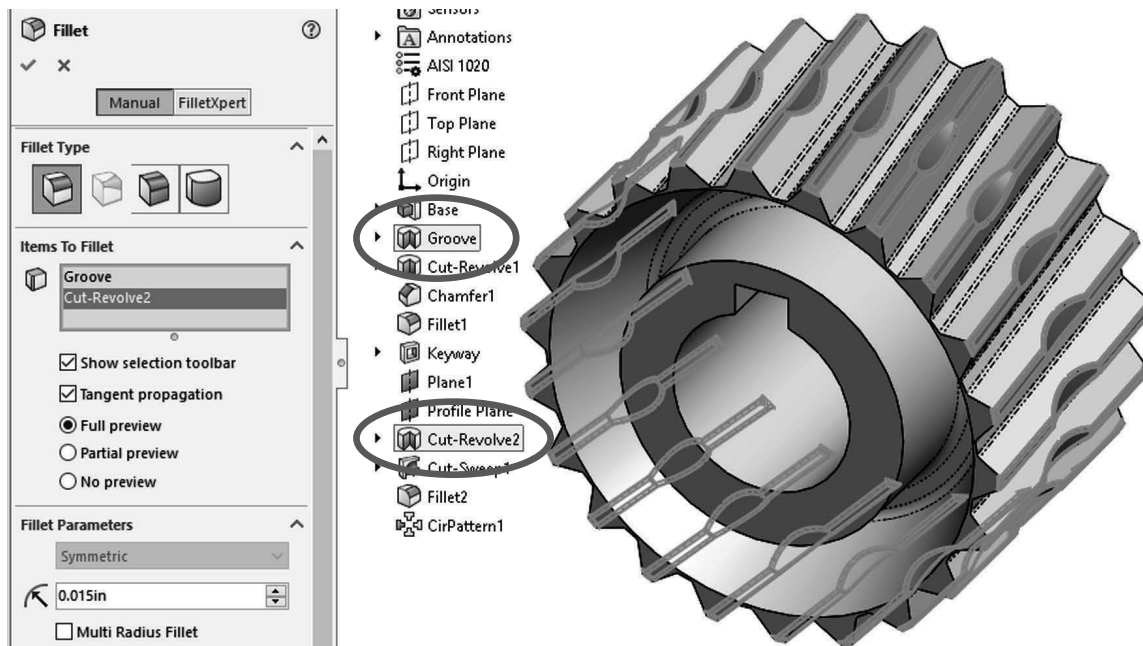 Fillet
Manual FilletXpert
Fillet Type
Items To Fillet
Groove
Cut-Revolve2
Show selection toolbar
Tangent propagation
Full preview
Partial preview
No preview
Fillet Parameters
Symmetric
0.015in
Multi Radius Fillet
Sensors
Annotations
AISI 1020
Front Plane
Top Plane
Right Plane
Origin
Base
Groove
Cut-Revolve1
Chamfer1
Fillet1
Keyway
Plane1
Profile Plane
Cut-Revolve2
Cut-Sweep1
Fillet2
CirPattern1